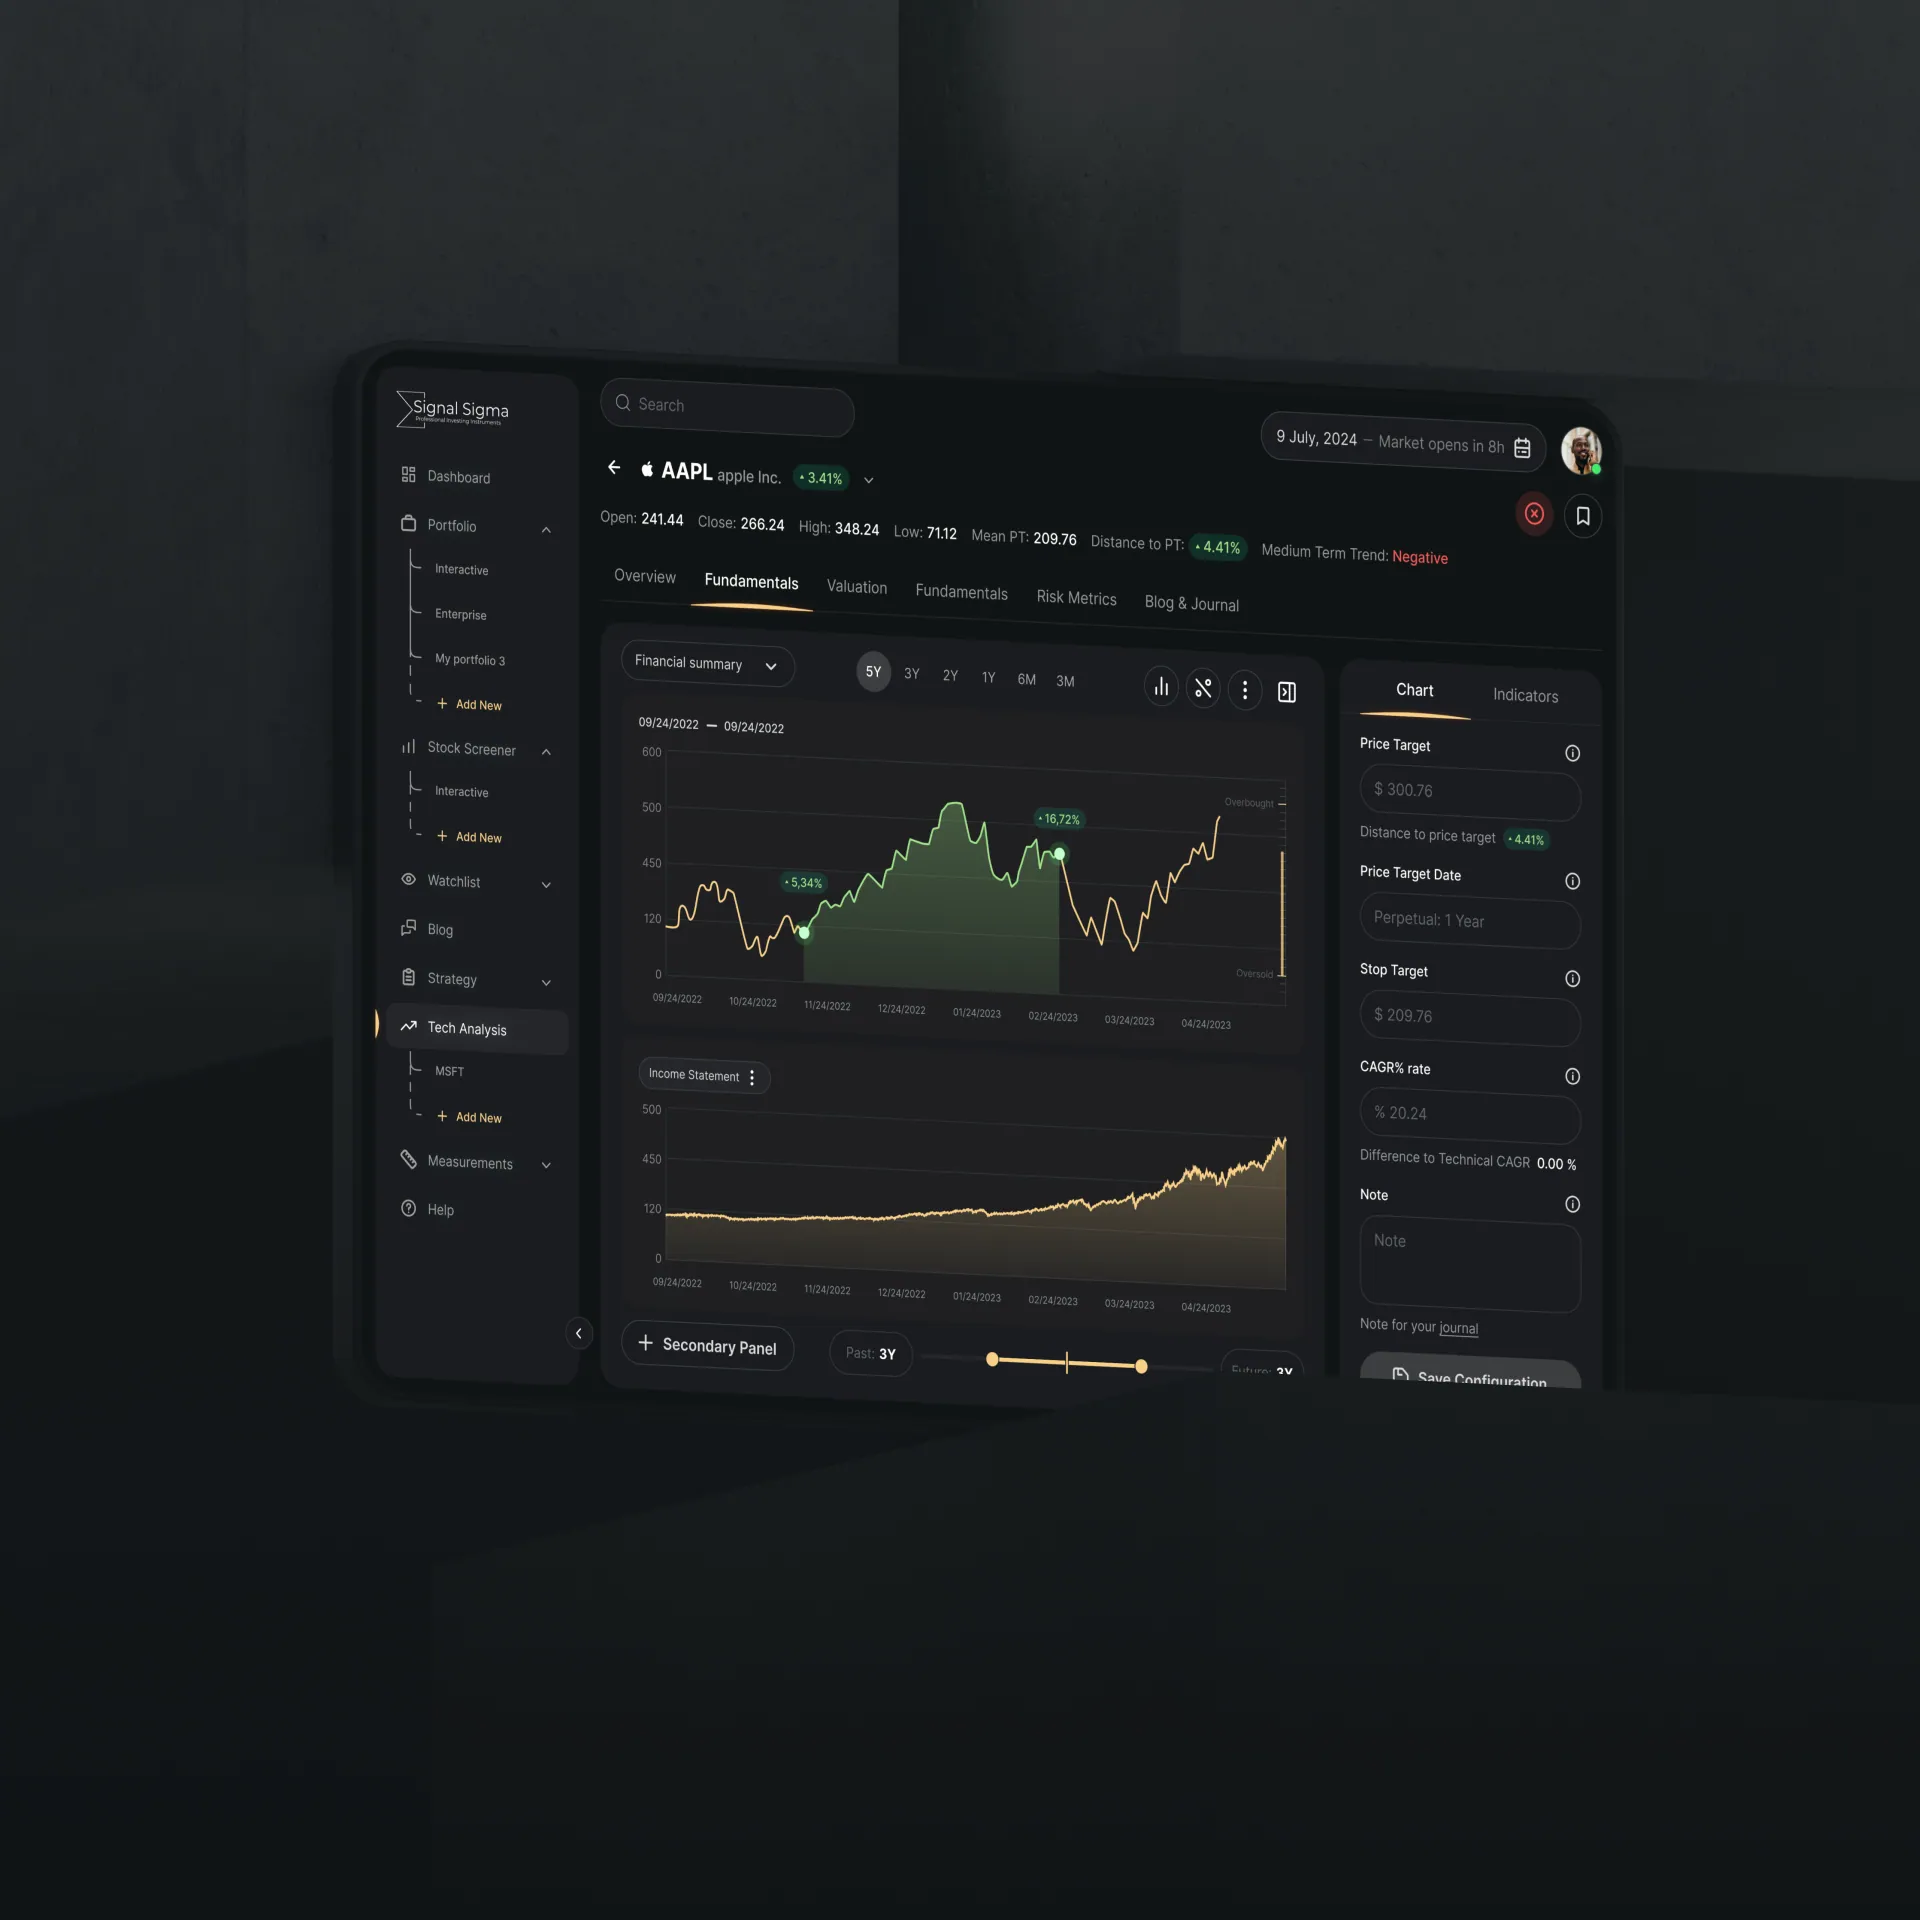 Signal Sigma
Professional Investing Instruments
Dashboard
Portfolio
Interactive
Enterprise
My portfolio 3
+ Add New
Stock Screener
Interactive
+ Add New
Watchlist
Blog
Strategy
Tech Analysis
MSFT
+ Add New
Measurements
Help
Search
9 July, 2024 – Market opens in 8h
AAPL apple Inc. 3.41%
Open: 241.44 Close: 266.24 High: 348.24 Low: 71.12 Mean PT: 209.76 Distance to PT: 4.41% Medium Term Trend: Negative
Overview Fundamentals Valuation Fundamentals Risk Metrics Blog & Journal
Financial summary
5Y 3Y 2Y 1Y 6M 3M
09/24/2022 — 09/24/2022
600
500
450
120
0
5,34%
16,72%
Overbought
Oversold
09/24/2022 10/24/2022 11/24/2022 12/24/2022 01/24/2023 02/24/2023 03/24/2023 04/24/2023
Income Statement
500
450
120
0
09/24/2022 10/24/2022 11/24/2022 12/24/2022 01/24/2023 02/24/2023 03/24/2023 04/24/2023
+ Secondary Panel
Past: 3Y
Future: 3Y
Chart Indicators
Price Target
$ 300.76
Distance to price target 4.41%
Price Target Date
Perpetual: 1 Year
Stop Target
$ 209.76
CAGR% rate
% 20.24
Difference to Technical CAGR 0.00 %
Note
Note
Note for your journal
Save Configuration